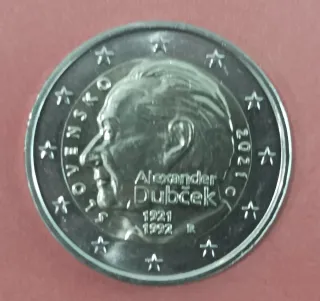 SLOVENSKO
Alexander
Dubček
1921
1992 R
2021